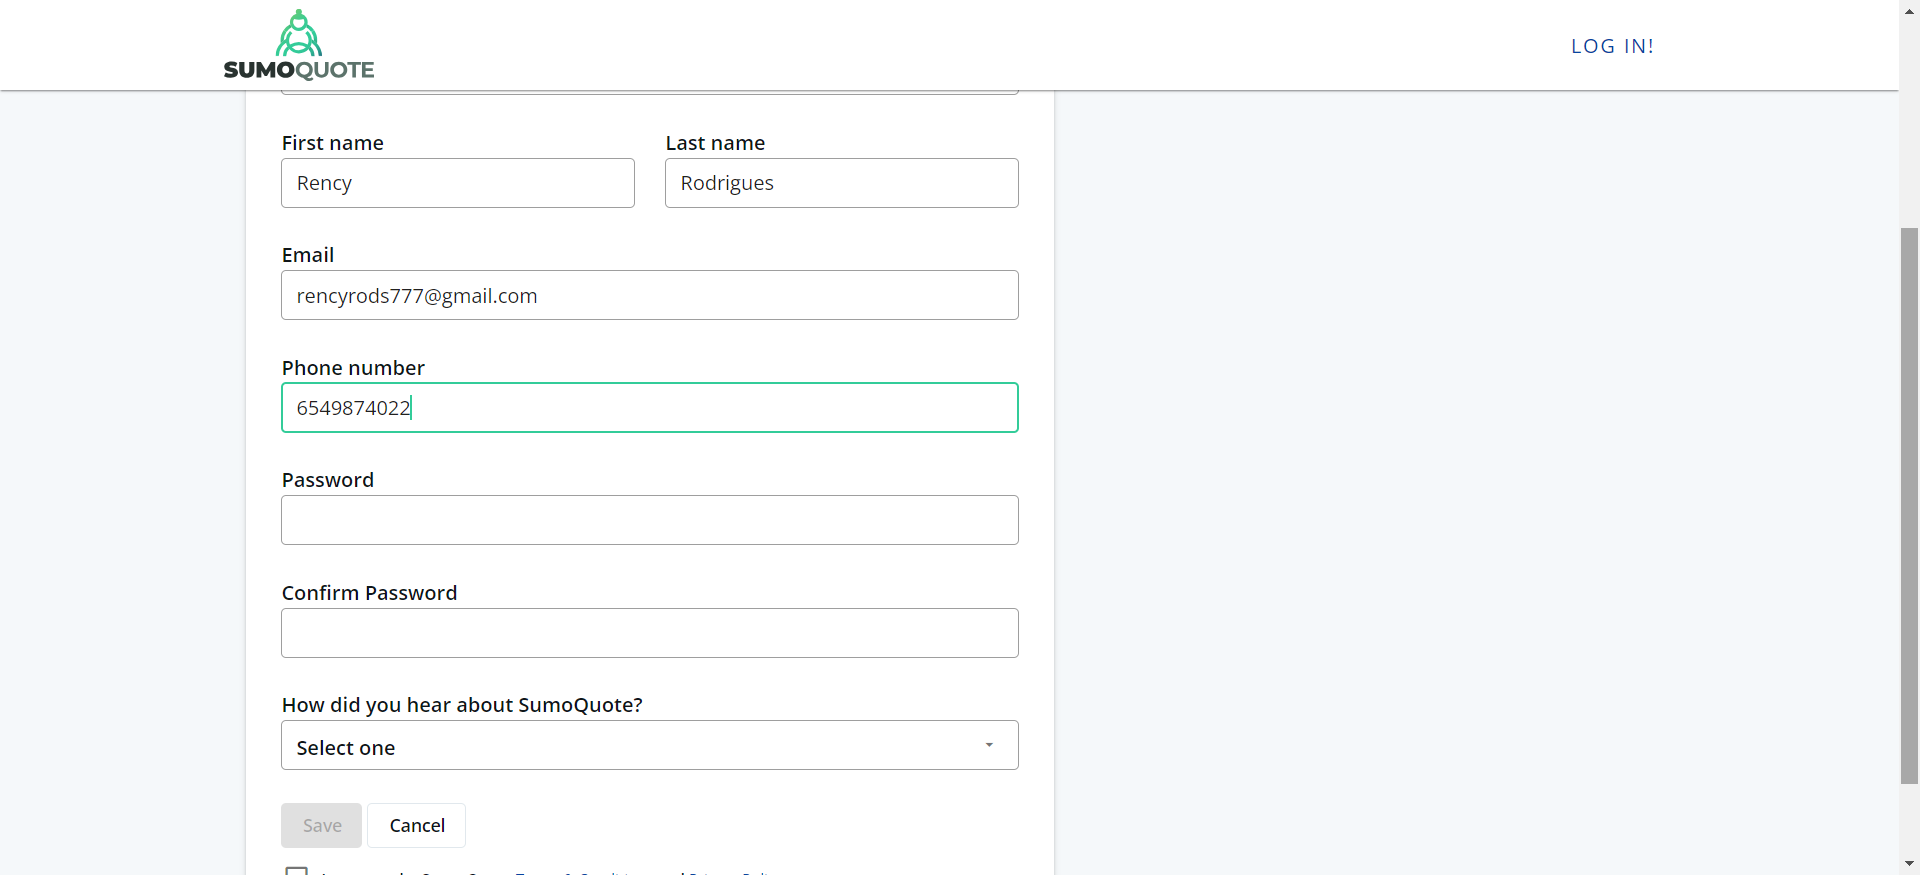 SUMOQUOTE
LOG IN!
First name
Last name
Rency
Rodrigues
Email
rencyrods777@gmail.com
Phone number
6549874022
Password
Confirm Password
How did you hear about SumoQuote?
Select one
Save
Cancel